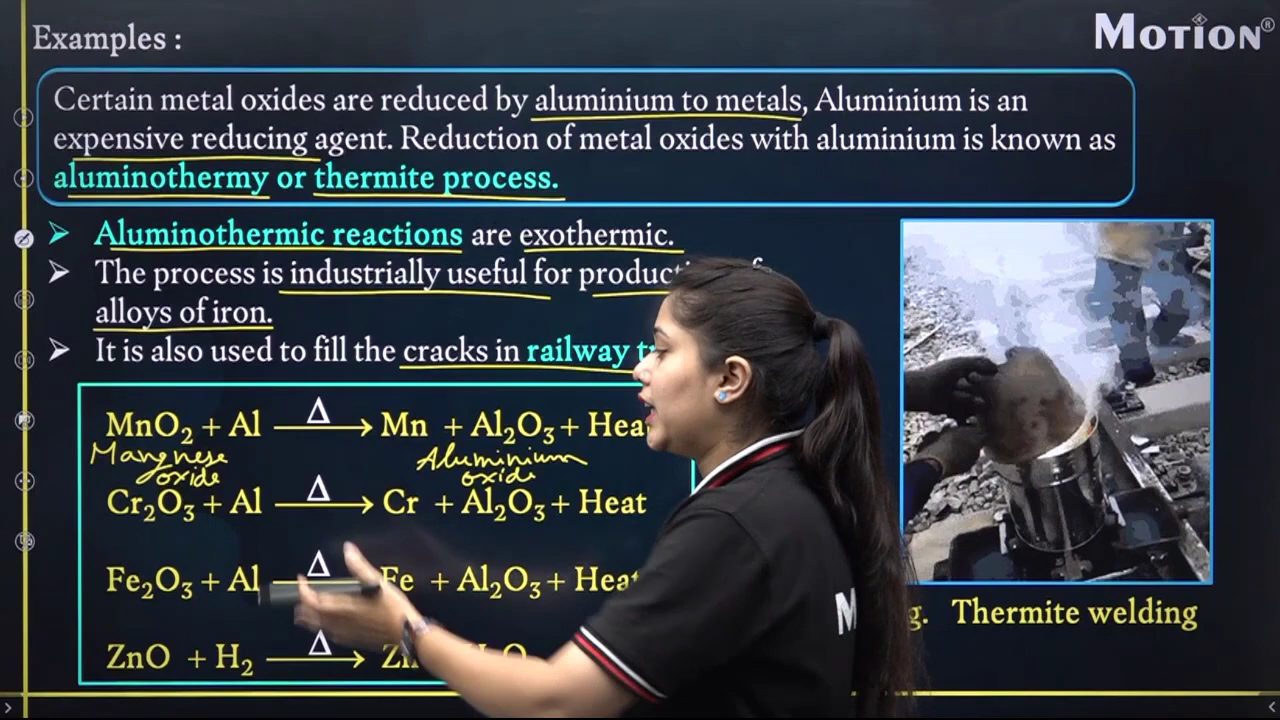 Examples :
MOTION®
Certain metal oxides are reduced by aluminium to metals, Aluminium is an
expensive reducing agent. Reduction of metal oxides with aluminium is known as
aluminothermy or thermite process.
➤ Aluminothermic reactions are exothermic.
➤ The process is industrially useful for
alloys of iron.
➤ It is also used to fill the cracks in railway
MnO₂ + Al Δ⟶ Mn + Al₂O₃ + Hea
Mangnese Aluminium
oxide oxide
Cr₂O₃ + Al Δ⟶ Cr + Al₂O₃ + Heat
Fe₂O₃ + Al Δ⟶ Fe + Al₂O₃ + Heat
ZnO + H₂ Δ⟶ Zn
g. Thermite welding
M